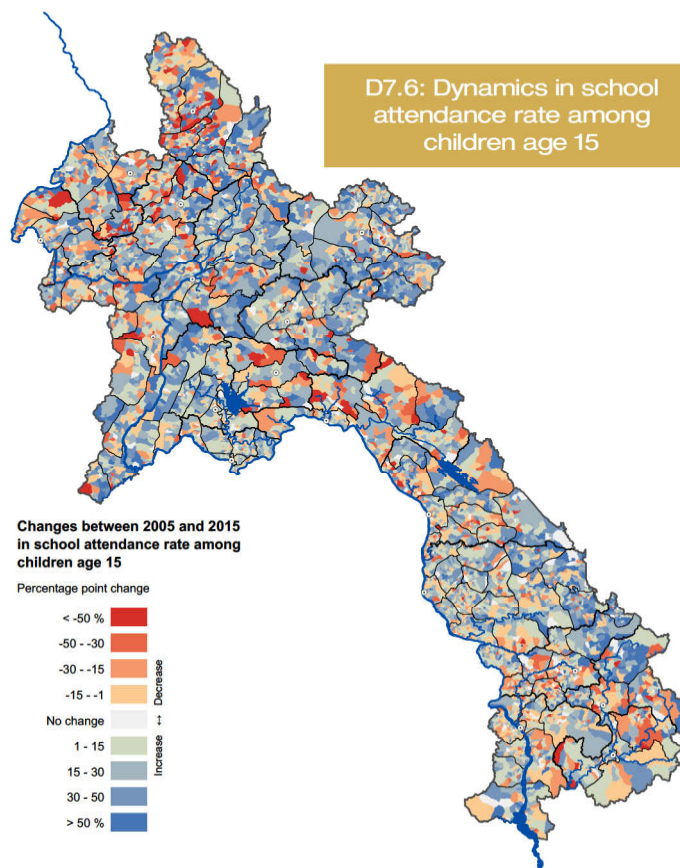 D7.6: Dynamics in school
attendance rate among
children age 15
Changes between 2005 and 2015
in school attendance rate among
children age 15
Percentage point change
< -50 %
-50 - -30
-30 - -15
-15 - -1
No change
1 - 15
15 - 30
30 - 50
> 50 %
Decrease
↔
Increase